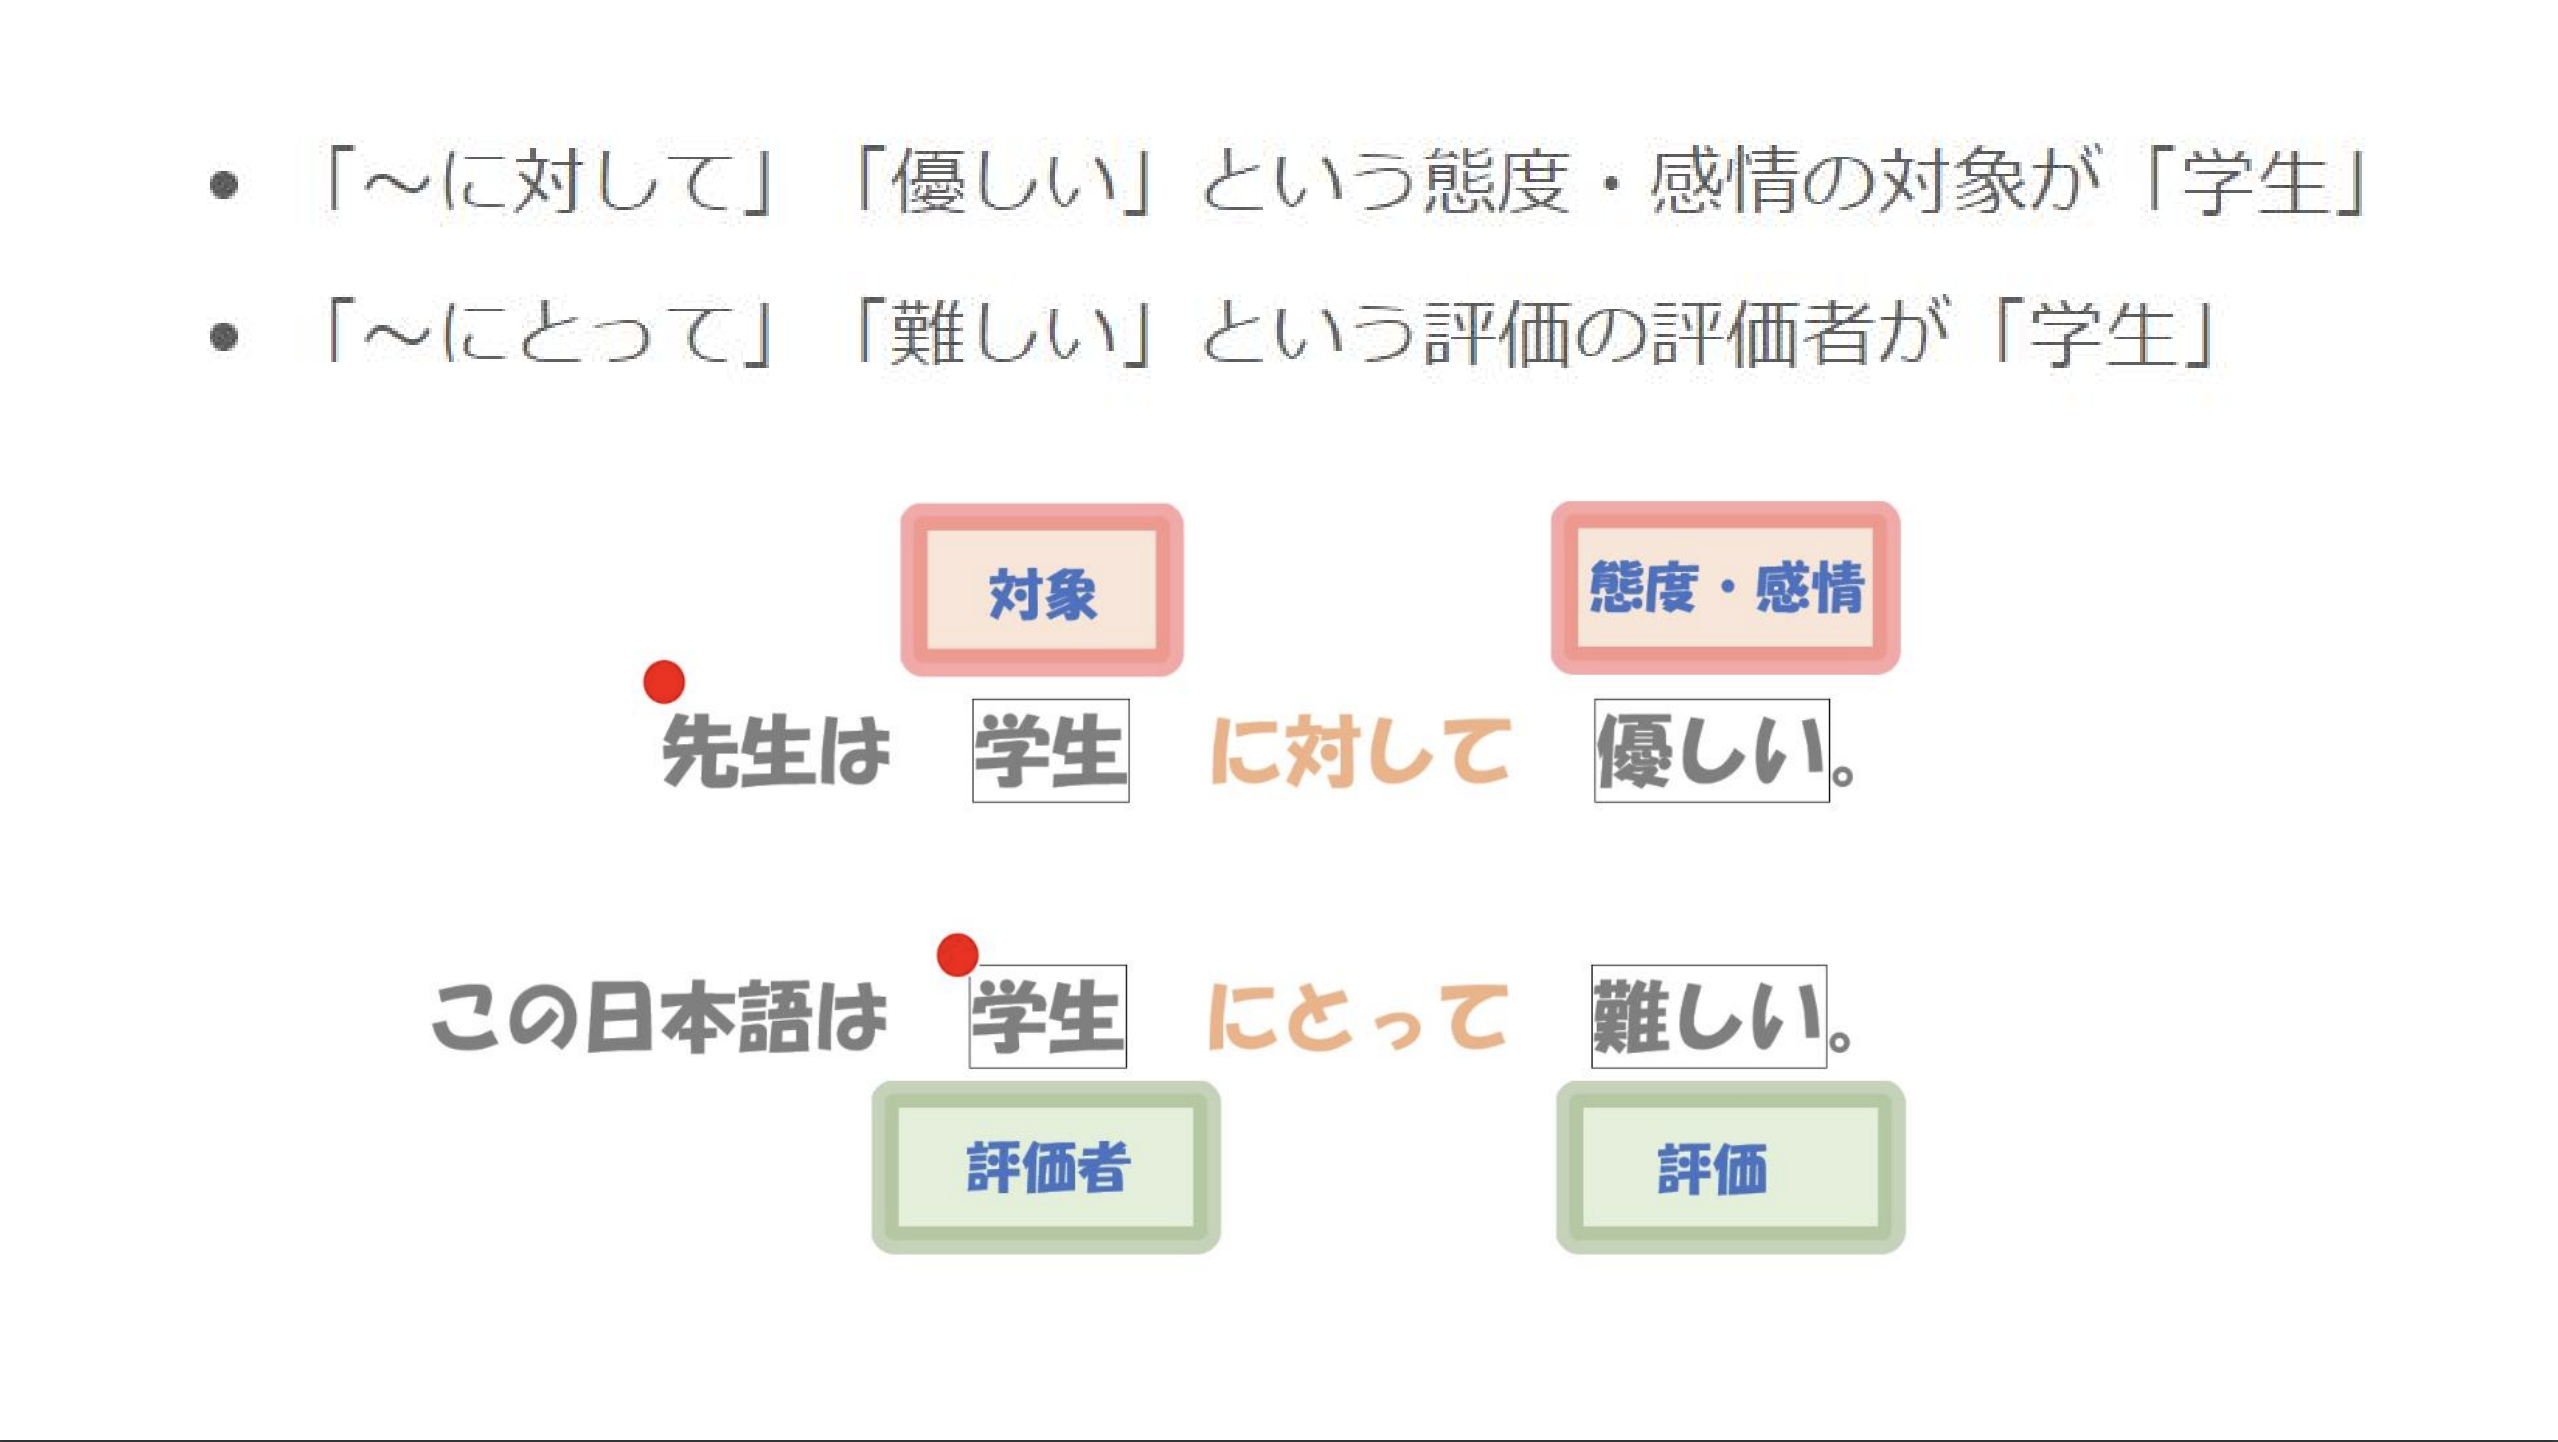 • 「〜に対して」「優しい」という態度・感情の対象が「学生」
• 「〜にとって」「難しい」という評価の評価者が「学生」
対象 態度・感情
先生は 学生 に対して 優しい。
この日本語は 学生 にとって 難しい。
評価者 評価